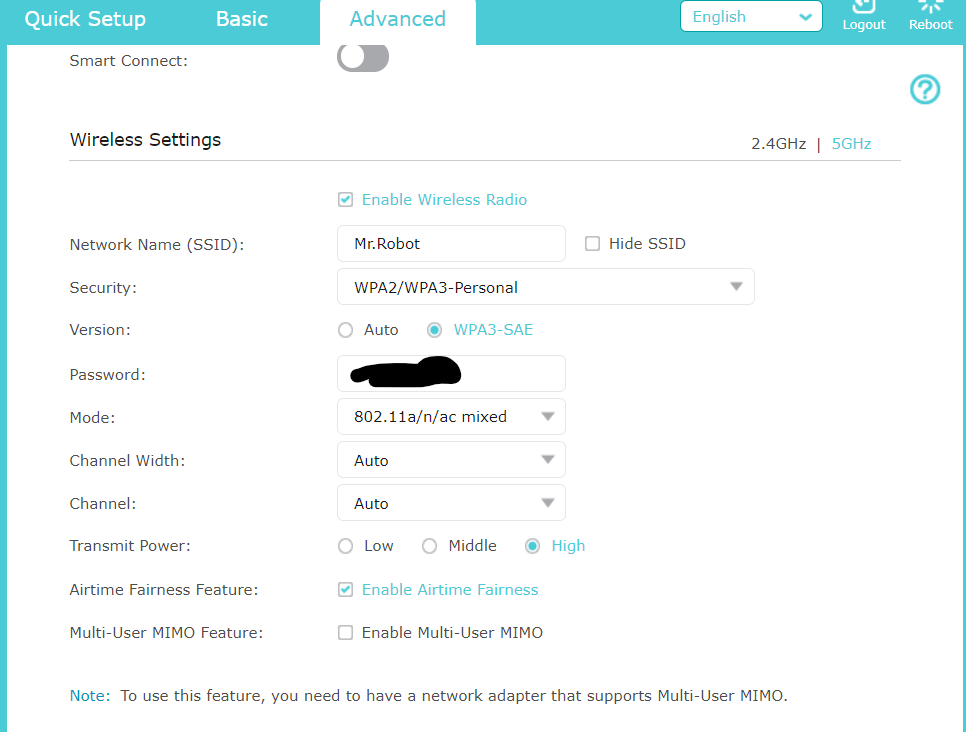 Quick Setup Basic Advanced English Logout Reboot
Smart Connect:
Wireless Settings 2.4GHz | 5GHz
Enable Wireless Radio
Network Name (SSID): Mr.Robot Hide SSID
Security: WPA2/WPA3-Personal
Version: Auto WPA3-SAE
Password:
Mode: 802.11a/n/ac mixed
Channel Width: Auto
Channel: Auto
Transmit Power: Low Middle High
Airtime Fairness Feature: Enable Airtime Fairness
Multi-User MIMO Feature: Enable Multi-User MIMO
Note: To use this feature, you need to have a network adapter that supports Multi-User MIMO.